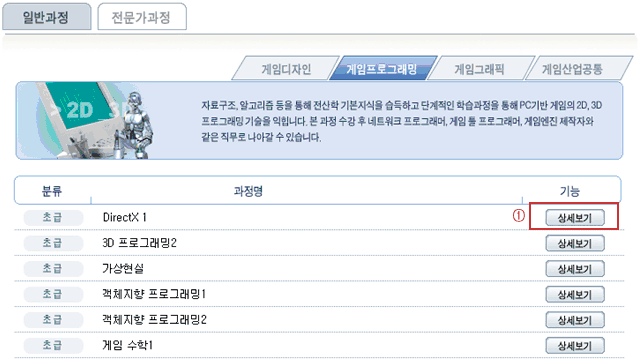 일반과정 전문가과정
게임디자인 게임프로그래밍 게임그래픽 게임산업공통
> 2D 3D
자료구조, 알고리즘 등을 통해 전산학 기본지식을 습득하고 단계적인 학습과정을 통해 PC기반 게임의 2D, 3D
프로그래밍 기술을 익힙니다. 본 과정 수강 후 네트워크 프로그래머, 게임 툴 프로그래머, 게임엔진 제작자와
같은 직무로 나아갈 수 있습니다.
분류 과정명 기능
초급 DirectX 1 ① 상세보기
초급 3D 프로그래밍2 상세보기
초급 가상현실 상세보기
초급 객체지향 프로그래밍1 상세보기
초급 객체지향 프로그래밍2 상세보기
초급 게임 수학1 상세보기